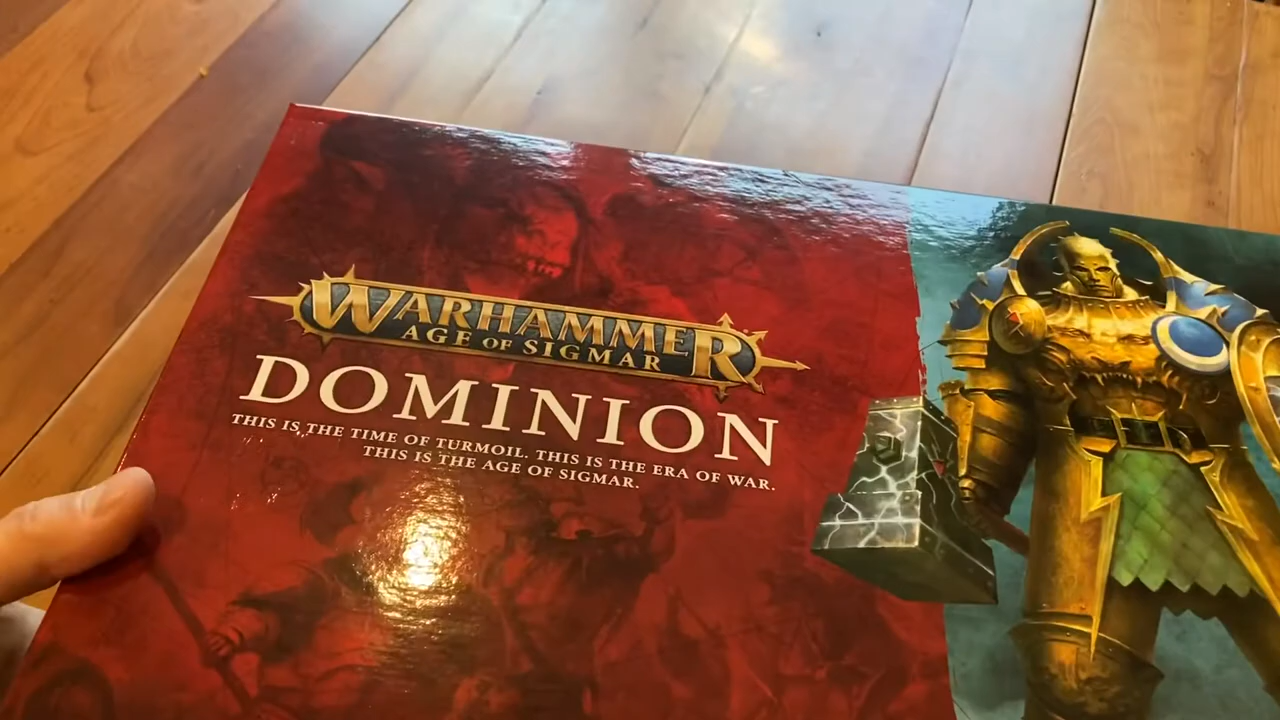 WARHAMMER
AGE OF SIGMAR
DOMINION
THIS IS THE TIME OF TURMOIL. THIS IS THE ERA OF WAR.
THIS IS THE AGE OF SIGMAR.